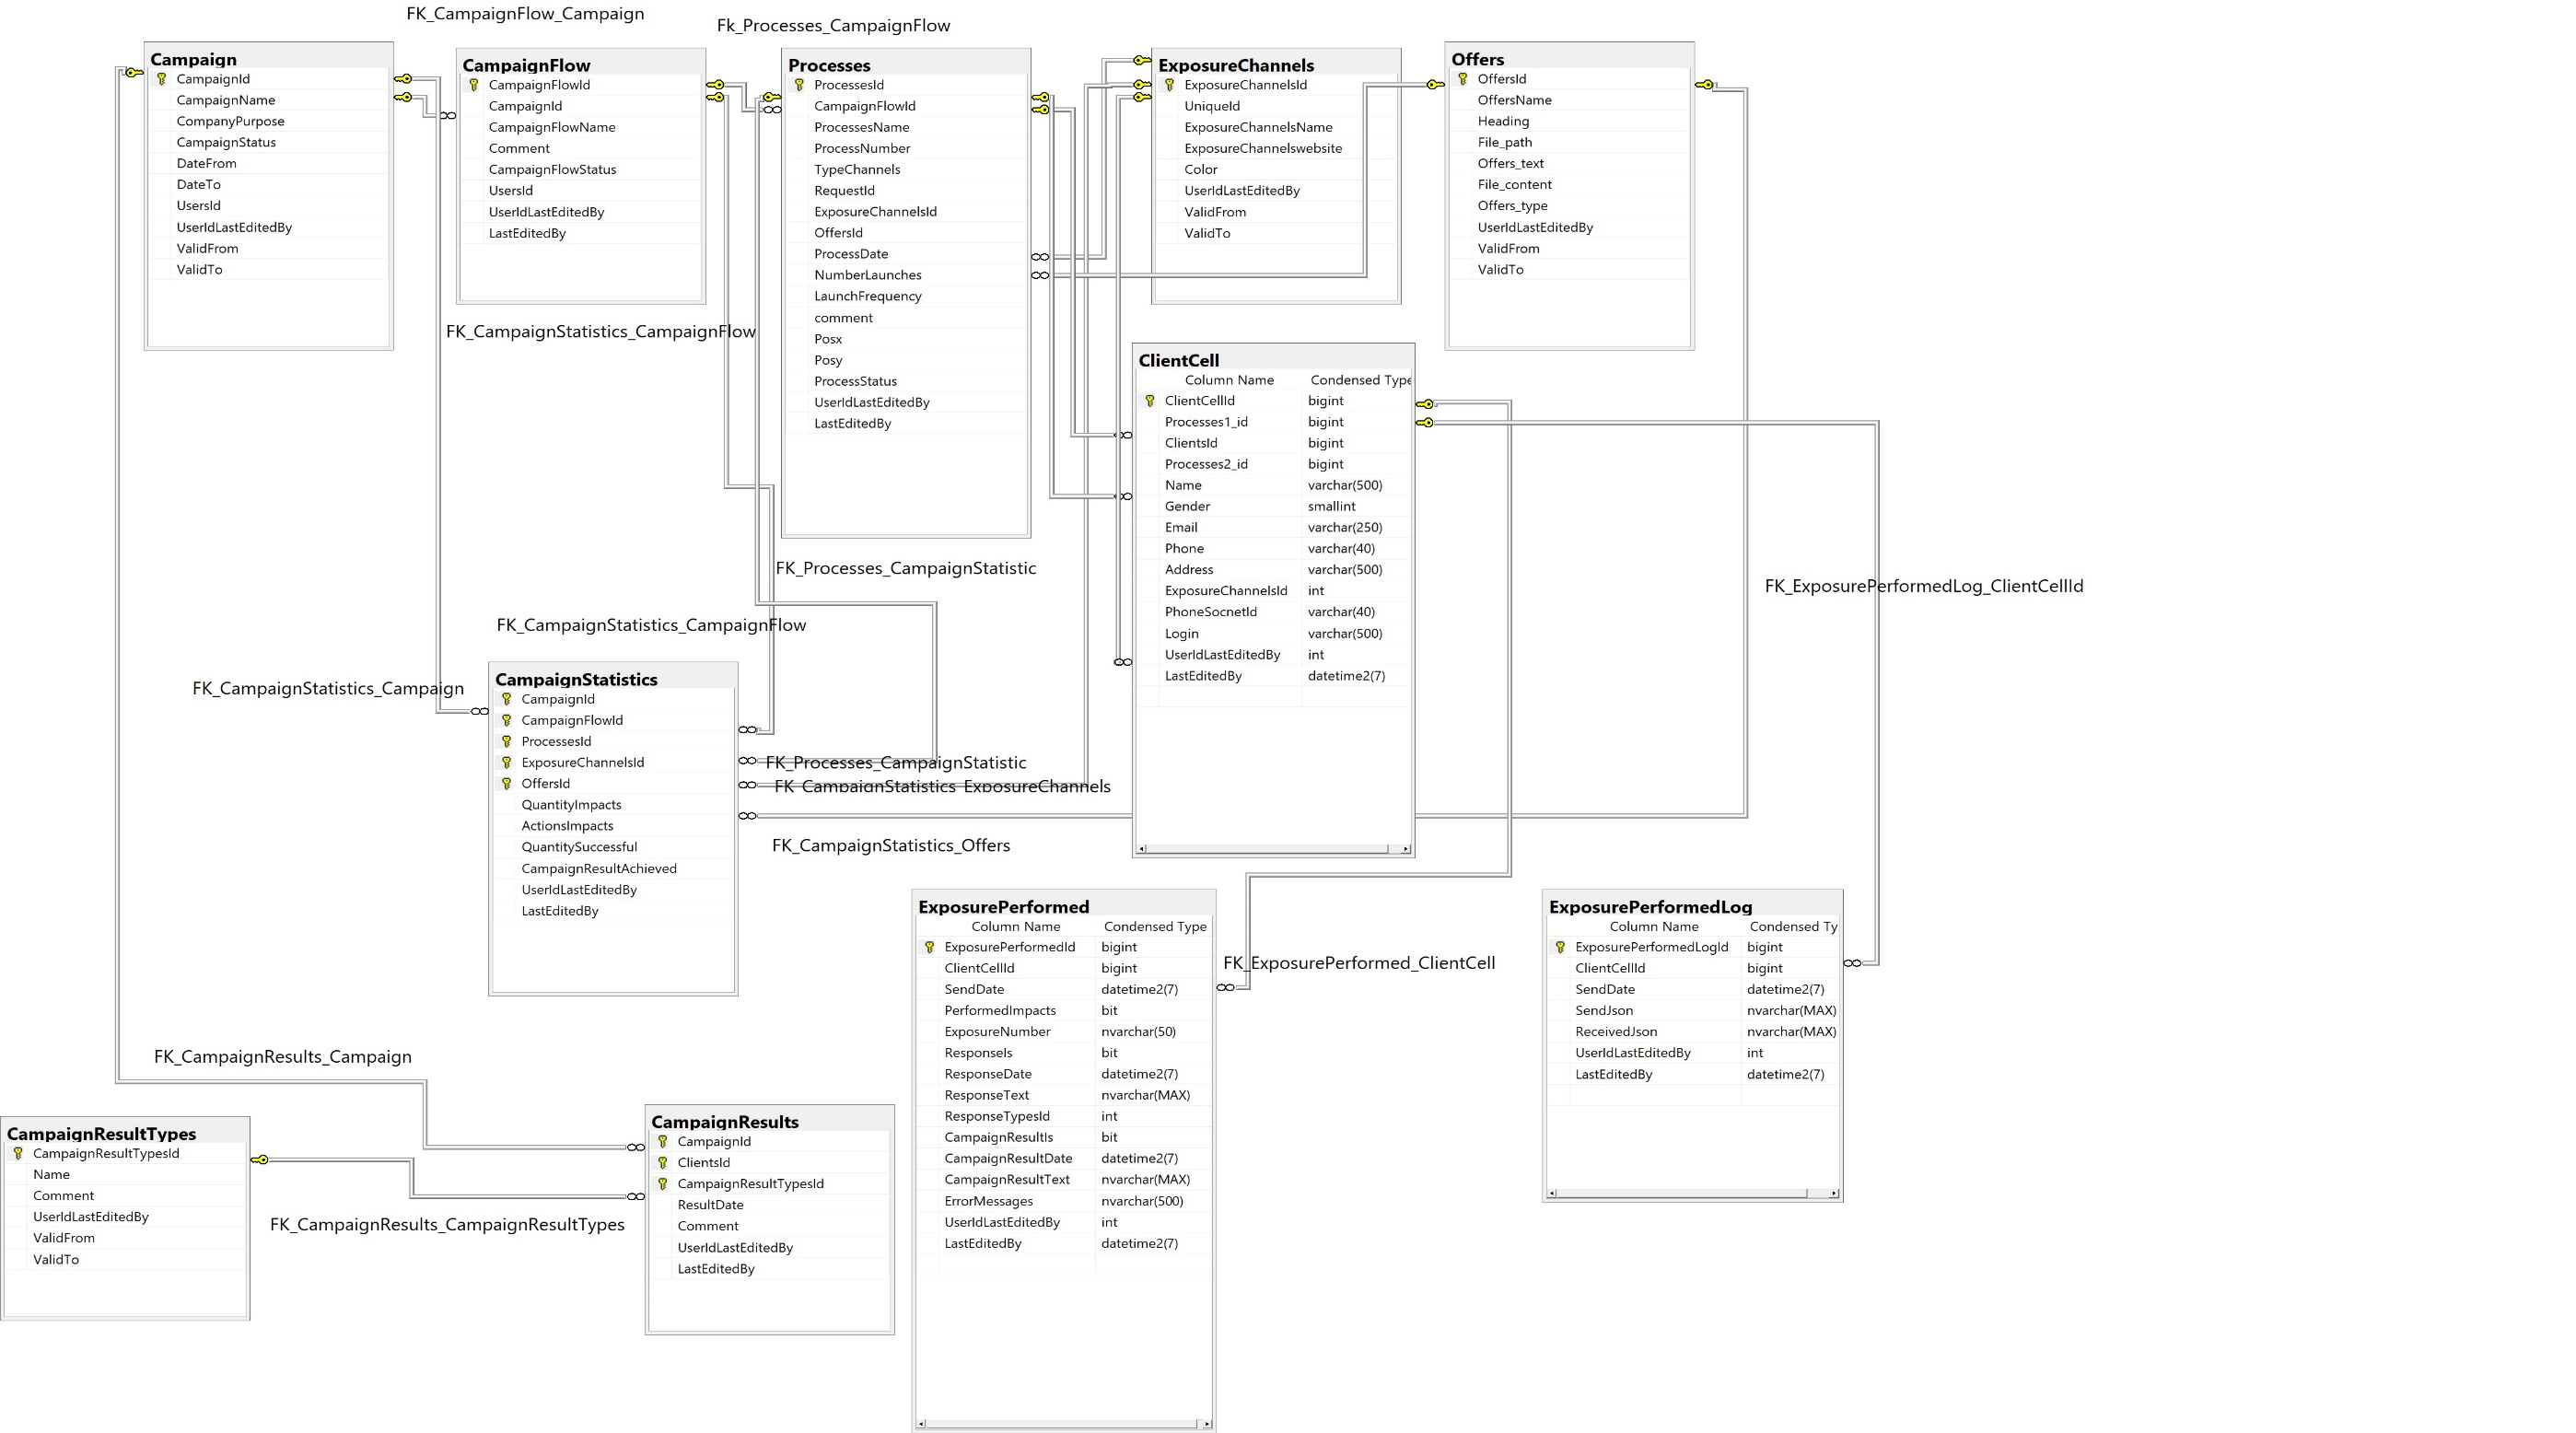 FK_CampaignFlow_Campaign
Fk_Processes_CampaignFlow
Campaign
CampaignId
CampaignName
CompanyPurpose
CampaignStatus
DateFrom
DateTo
UsersId
UserIdLastEditedBy
ValidFrom
ValidTo
CampaignFlow
CampaignFlowId
CampaignId
CampaignFlowName
Comment
CampaignFlowStatus
UsersId
UserIdLastEditedBy
LastEditedBy
Processes
ProcessesId
CampaignFlowId
ProcessesName
ProcessNumber
TypeChannels
RequestId
ExposureChannelsId
OffersId
ProcessDate
NumberLaunches
LaunchFrequency
comment
Posx
Posy
ProcessStatus
UserIdLastEditedBy
LastEditedBy
ExposureChannels
ExposureChannelsId
UniqueId
ExposureChannelsName
ExposureChannelswebsite
Color
UserIdLastEditedBy
ValidFrom
ValidTo
Offers
OffersId
OffersName
Heading
File_path
Offers_text
File_content
Offers_type
UserIdLastEditedBy
ValidFrom
ValidTo
FK_CampaignStatistics_CampaignFlow
ClientCell
Column Name Condensed Type
ClientCellId bigint
Processes1_id bigint
ClientsId bigint
Processes2_id bigint
Name varchar(500)
Gender smallint
Email varchar(250)
Phone varchar(40)
Address varchar(500)
ExposureChannelsId int
PhoneSocnetId varchar(40)
Login varchar(500)
UserIdLastEditedBy int
LastEditedBy datetime2(7)
FK_Processes_CampaignStatistic
FK_ExposurePerformedLog_ClientCellId
FK_CampaignStatistics_CampaignFlow
FK_CampaignStatistics_Campaign
CampaignStatistics
CampaignId
CampaignFlowId
ProcessesId
ExposureChannelsId
OffersId
QuantityImpacts
ActionsImpacts
QuantitySuccessful
CampaignResultAchieved
UserIdLastEditedBy
LastEditedBy
FK_Processes_CampaignStatistic
FK_CampaignStatistics_ExposureChannels
FK_CampaignStatistics_Offers
ExposurePerformed
Column Name Condensed Type
ExposurePerformedId bigint
ClientCellId bigint
SendDate datetime2(7)
PerformedImpacts bit
ExposureNumber nvarchar(50)
ResponseIs bit
ResponseDate datetime2(7)
ResponseText nvarchar(MAX)
ResponseTypesId int
CampaignResultIs bit
CampaignResultDate datetime2(7)
CampaignResultText nvarchar(MAX)
ErrorMessages nvarchar(500)
UserIdLastEditedBy int
LastEditedBy datetime2(7)
FK_ExposurePerformed_ClientCell
ExposurePerformedLog
Column Name Condensed Ty
ExposurePerformedLogId bigint
ClientCellId bigint
SendDate datetime2(7)
SendJson nvarchar(MAX)
ReceivedJson nvarchar(MAX)
UserIdLastEditedBy int
LastEditedBy datetime2(7)
FK_CampaignResults_Campaign
CampaignResultTypes
CampaignResultTypesId
Name
Comment
UserIdLastEditedBy
ValidFrom
ValidTo
FK_CampaignResults_CampaignResultTypes
CampaignResults
CampaignId
ClientsId
CampaignResultTypesId
ResultDate
Comment
UserIdLastEditedBy
LastEditedBy